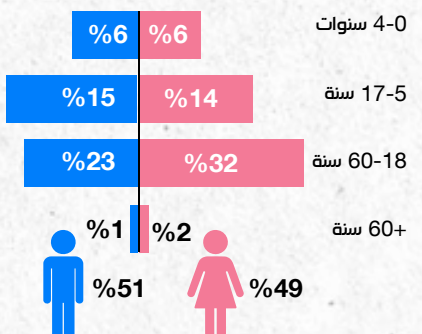 %6 %6 4-0 سنوات
%15 %14 17-5 سنة
%23 %32 60-18 سنة
%1 %2 60+ سنة
%51 %49